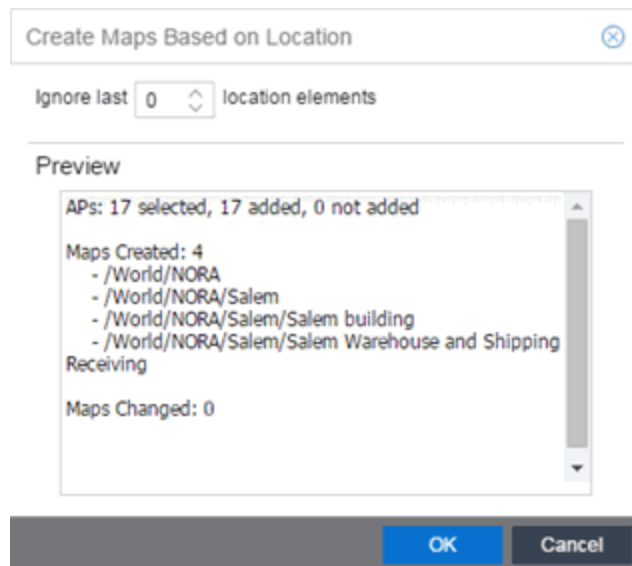 Create Maps Based on Location
Ignore last 0 location elements
Preview
APs: 17 selected, 17 added, 0 not added
Maps Created: 4
- /World/NORA
- /World/NORA/Salem
- /World/NORA/Salem/Salem building
- /World/NORA/Salem/Salem Warehouse and Shipping
Receiving
Maps Changed: 0
OK Cancel